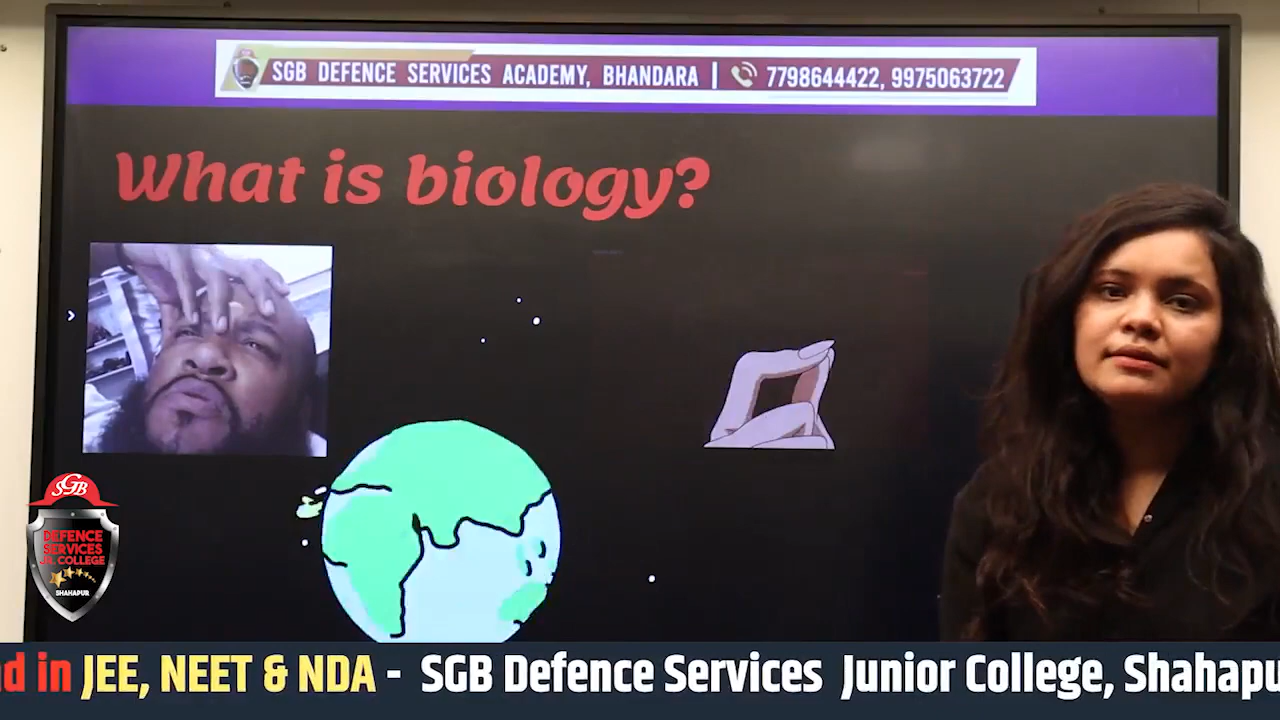 SGB DEFENCE SERVICES ACADEMY, BHANDARA | 7798644422, 9975063722
What is biology?
SGB
DEFENCE
SERVICES
JR. COLLEGE
SHAHAPUR
d in JEE, NEET & NDA - SGB Defence Services Junior College, Shahapu